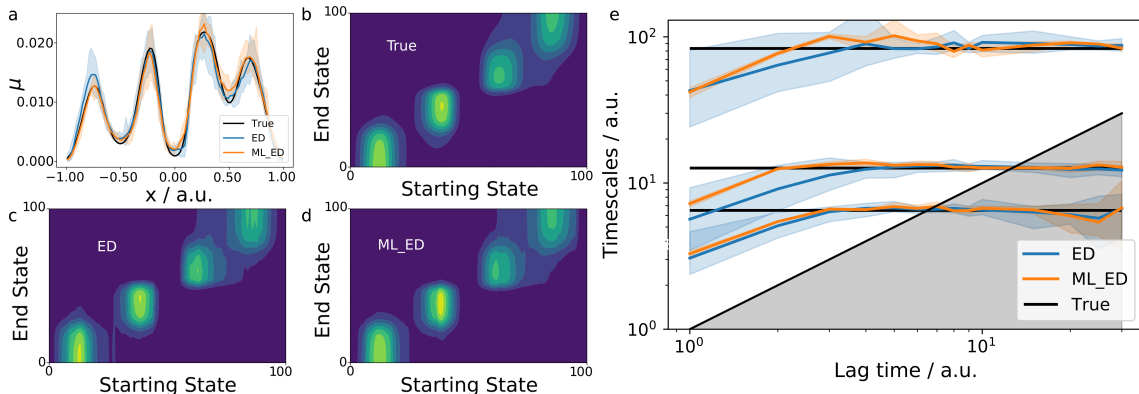 a
0.020
0.010
0.000
μ
−1.00 −0.50 0.00 0.50 1.00
x / a.u.
True
ED
ML_ED
b
100
End State
0
True
0 100
Starting State
c
100
End State
0
ED
0 100
Starting State
d
100
End State
0
ML_ED
0 100
Starting State
e
Timescales / a.u.
10²
10¹
10⁰
10⁰ 10¹
Lag time / a.u.
ED
ML_ED
True